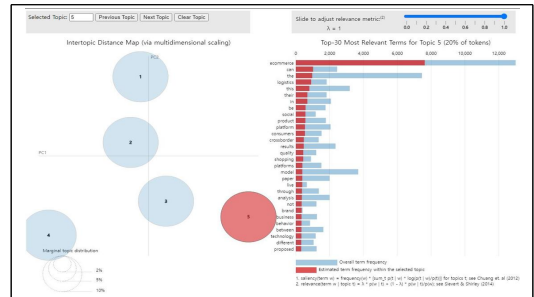 Selected Topic: 5 Previous Topic Next Topic Clear Topic
Slide to adjust relevance metric:(2)
λ = 1
0.0 0.2 0.4 0.6 0.8 1.0
Intertopic Distance Map (via multidimensional scaling)
PC2
PC1
1
2
3
4
5
Marginal topic distribution
2%
5%
10%
Top-30 Most Relevant Terms for Topic 5 (20% of tokens)
0 2,000 4,000 6,000 8,000 10,000 12,000
ecommerce
can
the
logistics
this
their
in
be
social
product
platform
consumers
crossborder
results
quality
shopping
platforms
model
paper
live
through
analysis
not
brand
business
behavior
between
technology
different
proposed
Overall term frequency
Estimated term frequency within the selected topic
1. saliency(term w) = frequency(w) * [sum_t p(t | w) * log(p(t | w)/p(t))] for topics t; see Chuang et. al (2012)
2. relevance(term w | topic t) = λ * p(w | t) + (1 - λ) * p(w | t)/p(w); see Sievert & Shirley (2014)